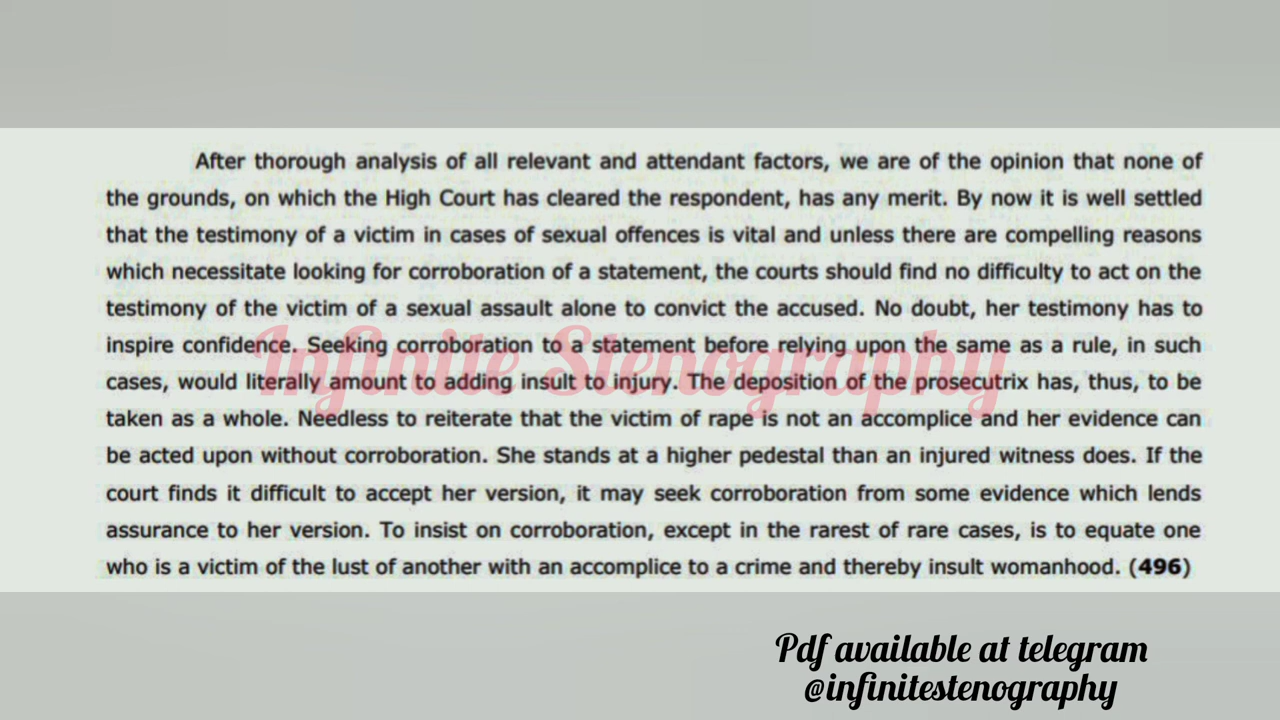 After thorough analysis of all relevant and attendant factors, we are of the opinion that none of
the grounds, on which the High Court has cleared the respondent, has any merit. By now it is well settled
that the testimony of a victim in cases of sexual offences is vital and unless there are compelling reasons
which necessitate looking for corroboration of a statement, the courts should find no difficulty to act on the
testimony of the victim of a sexual assault alone to convict the accused. No doubt, her testimony has to
inspire confidence. Seeking corroboration to a statement before relying upon the same as a rule, in such
cases, would literally amount to adding insult to injury. The deposition of the prosecutrix has, thus, to be
taken as a whole. Needless to reiterate that the victim of rape is not an accomplice and her evidence can
be acted upon without corroboration. She stands at a higher pedestal than an injured witness does. If the
court finds it difficult to accept her version, it may seek corroboration from some evidence which lends
assurance to her version. To insist on corroboration, except in the rarest of rare cases, is to equate one
who is a victim of the lust of another with an accomplice to a crime and thereby insult womanhood. (496)
Infinite Stenography
Pdf available at telegram
@infinitestenography